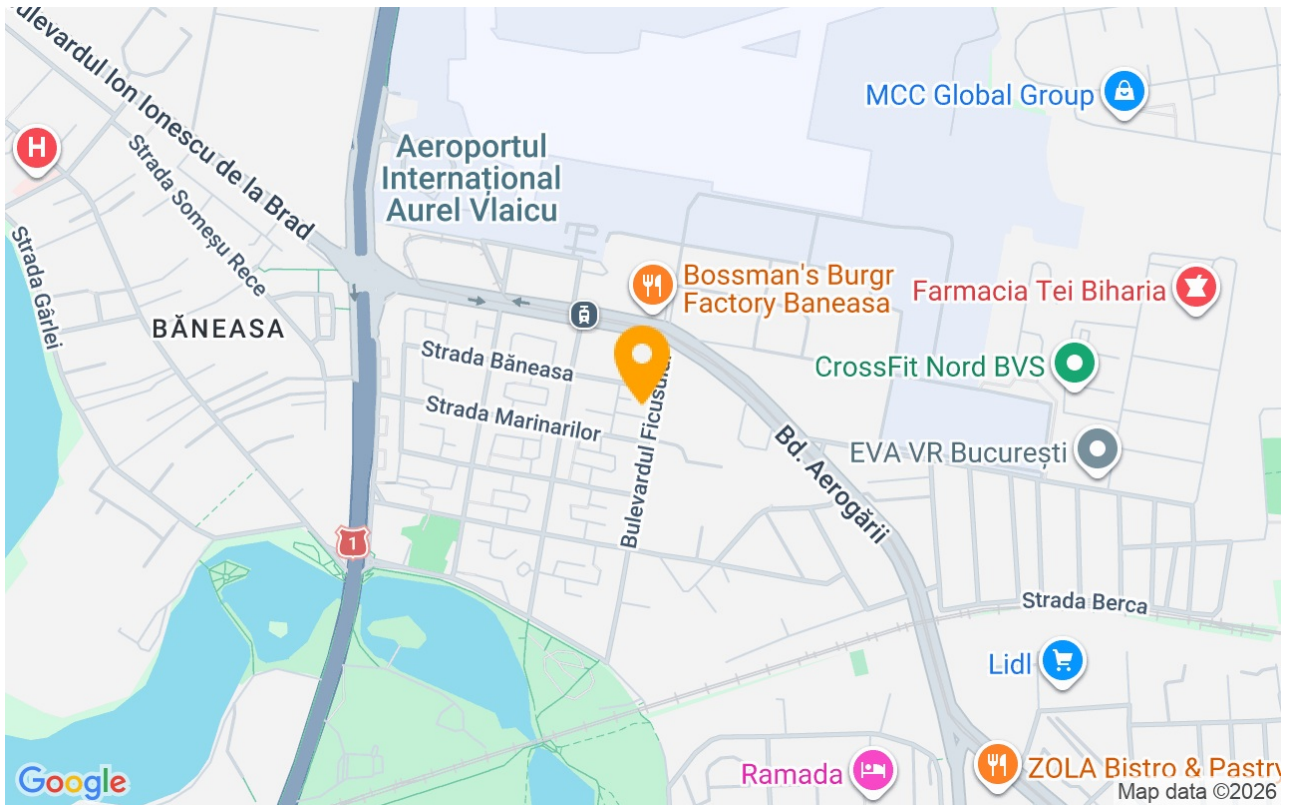 Bulevardul Ion Ionescu de la Brad
MCC Global Group
H
Strada Someșu Rece
Aeroportul
Internațional
Aurel Vlaicu
Strada Gârlei
Bossman's Burgr
Factory Baneasa
Farmacia Tei Biharia
BĂNEASA
Strada Băneasa
CrossFit Nord BVS
Strada Marinarilor
Bulevardul Ficusului
Bd. Aerogării
EVA VR București
1
Strada Berca
Lidl
Ramada
ZOLA Bistro & Pastry
Google
Map data ©2026